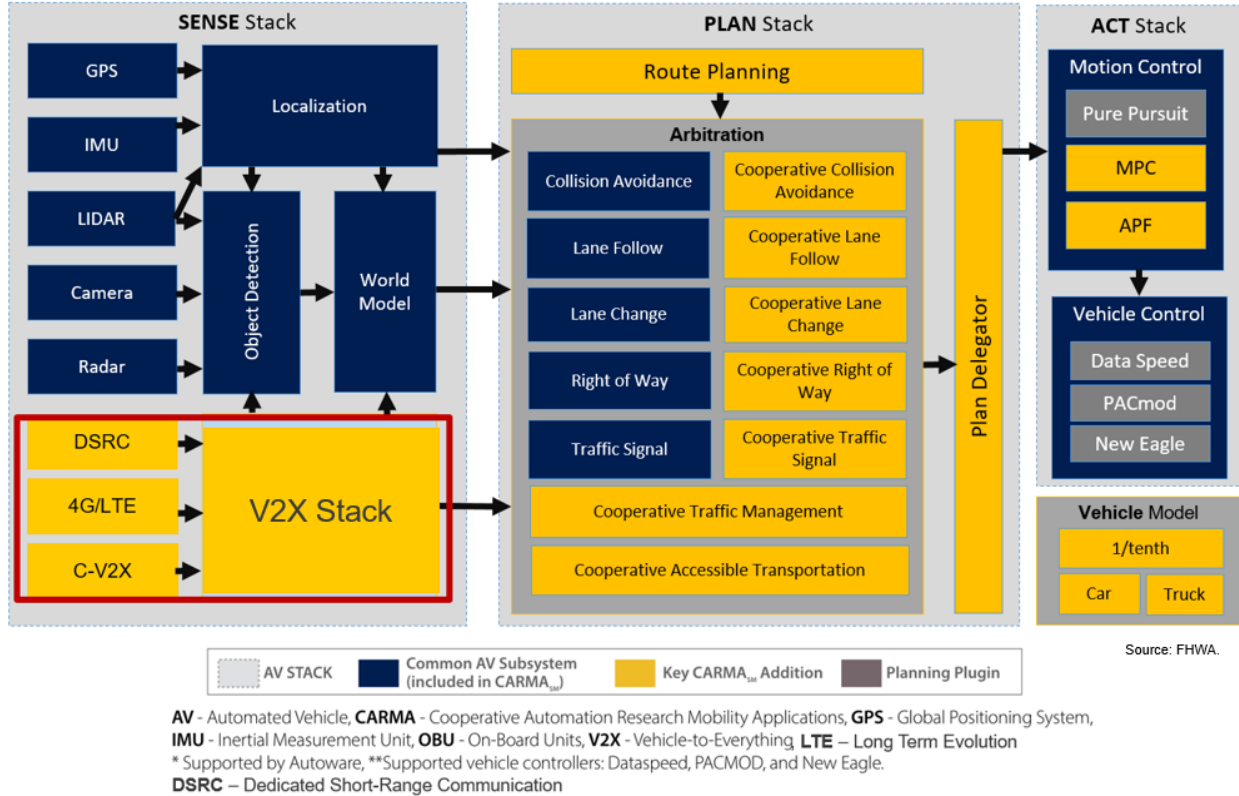 SENSE Stack
GPS
IMU
LIDAR
Camera
Radar
DSRC
4G/LTE
C-V2X
Localization
Object Detection
World
Model
V2X Stack
PLAN Stack
Route Planning
Arbitration
Collision Avoidance
Cooperative Collision
Avoidance
Lane Follow
Cooperative Lane
Follow
Lane Change
Cooperative Lane
Change
Right of Way
Cooperative Right of
Way
Traffic Signal
Cooperative Traffic
Signal
Cooperative Traffic Management
Cooperative Accessible Transportation
Plan Delegator
ACT Stack
Motion Control
Pure Pursuit
MPC
APF
Vehicle Control
Data Speed
PACmod
New Eagle
Vehicle Model
1/tenth
Car
Truck
Source: FHWA.
AV STACK
Common AV Subsystem
(included in CARMA℠)
Key CARMA℠ Addition
Planning Plugin
AV - Automated Vehicle, CARMA - Cooperative Automation Research Mobility Applications, GPS - Global Positioning System,
IMU - Inertial Measurement Unit, OBU - On-Board Units, V2X - Vehicle-to-Everything, LTE – Long Term Evolution
* Supported by Autoware, **Supported vehicle controllers: Dataspeed, PACMOD, and New Eagle.
DSRC – Dedicated Short-Range Communication